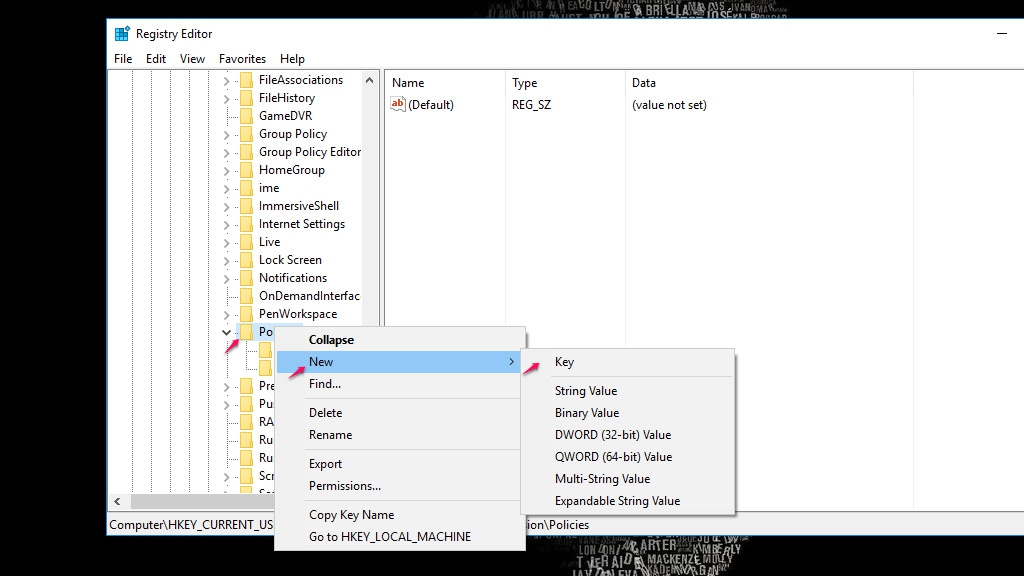 Registry Editor
File Edit View Favorites Help
FileAssociations
FileHistory
GameDVR
Group Policy
Group Policy Editor
HomeGroup
ime
ImmersiveShell
Internet Settings
Live
Lock Screen
Notifications
OnDemandInterfac
PenWorkspace
Po
Pre
Pu
RA
Ru
Ru
Scr
Name Type Data
ab (Default) REG_SZ (value not set)
Collapse
New
Find...
Delete
Rename
Export
Permissions...
Copy Key Name
Go to HKEY_LOCAL_MACHINE
Key
String Value
Binary Value
DWORD (32-bit) Value
QWORD (64-bit) Value
Multi-String Value
Expandable String Value
Computer\HKEY_CURRENT_US
ion\Policies
ARTER
KIMBERLY
MACKENZIE